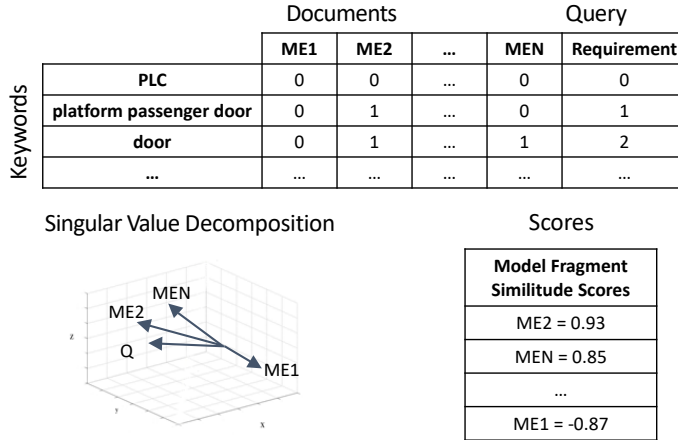 Documents Query
ME1 ME2 ... MEN Requirement
Keywords
PLC 0 0 ... 0 0
platform passenger door 0 1 ... 0 1
door 0 1 ... 1 2
... ... ... ... ... ...
Singular Value Decomposition
MEN
ME2
Q
ME1
z
y
x
Scores
Model Fragment
Similitude Scores
ME2 = 0.93
MEN = 0.85
...
ME1 = -0.87